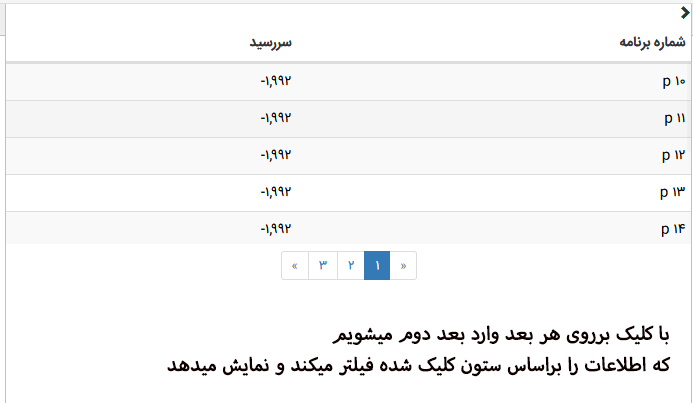 شماره برنامه سررسید
p ۱۰ -۱,۹۹۲
p ۱۱ -۱,۹۹۲
p ۱۲ -۱,۹۹۲
p ۱۳ -۱,۹۹۲
p ۱۴ -۱,۹۹۲
« ۱ ۲ ۳ »
با کلیک برروی هر بعد وارد بعد دوم میشویم
که اطلاعات را براساس ستون کلیک شده فیلتر میکند و نمایش میدهد